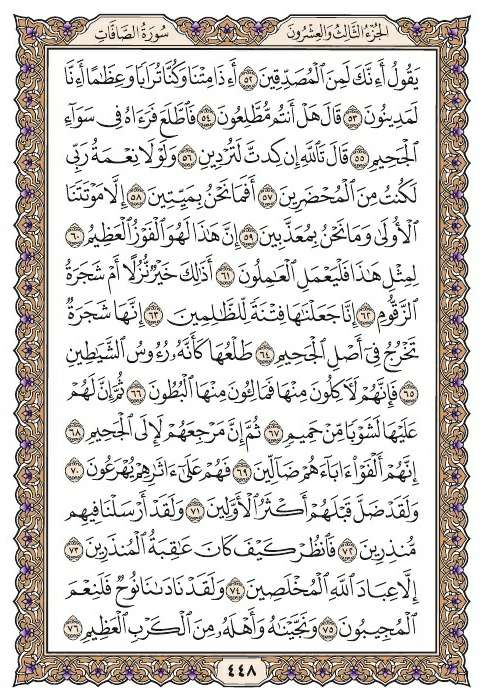 الجُزءُ الثَّالِثُ وَالعِشرُونَ سُورَةُ الصَّافَّاتِ
يَقُولُ أَءِنَّكَ لَمِنَ الْمُصَدِّقِينَ ٥٢ أَءِذَا مِتْنَا وَكُنَّا تُرَابًا وَعِظَٰمًا أَءِنَّا
لَمَدِينُونَ ٥٣ قَالَ هَلْ أَنتُم مُّطَّلِعُونَ ٥٤ فَاطَّلَعَ فَرَءَاهُ فِى سَوَآءِ
الْجَحِيمِ ٥٥ قَالَ تَاللَّهِ إِن كِدتَّ لَتُرْدِينِ ٥٦ وَلَوْلَا نِعْمَةُ رَبِّى
لَكُنتُ مِنَ الْمُحْضَرِينَ ٥٧ أَفَمَا نَحْنُ بِمَيِّتِينَ ٥٨ إِلَّا مَوْتَتَنَا
الْأُولَىٰ وَمَا نَحْنُ بِمُعَذَّبِينَ ٥٩ إِنَّ هَٰذَا لَهُوَ الْفَوْزُ الْعَظِيمُ ٦٠
لِمِثْلِ هَٰذَا فَلْيَعْمَلِ الْعَٰمِلُونَ ٦١ أَذَٰلِكَ خَيْرٌ نُّزُلًا أَمْ شَجَرَةُ
الزَّقُّومِ ٦٢ إِنَّا جَعَلْنَٰهَا فِتْنَةً لِّلظَّٰلِمِينَ ٦٣ إِنَّهَا شَجَرَةٌ
تَخْرُجُ فِى أَصْلِ الْجَحِيمِ ٦٤ طَلْعُهَا كَأَنَّهُۥ رُءُوسُ الشَّيَٰطِينِ
٦٥ فَإِنَّهُمْ لَءَاكِلُونَ مِنْهَا فَمَالِـُٔونَ مِنْهَا الْبُطُونَ ٦٦ ثُمَّ إِنَّ لَهُمْ
عَلَيْهَا لَشَوْبًا مِّنْ حَمِيمٍ ٦٧ ثُمَّ إِنَّ مَرْجِعَهُمْ لَإِلَى الْجَحِيمِ ٦٨
إِنَّهُمْ أَلْفَوْا۟ ءَابَآءَهُمْ ضَآلِّينَ ٦٩ فَهُمْ عَلَىٰٓ ءَاثَٰرِهِمْ يُهْرَعُونَ ٧٠
وَلَقَدْ ضَلَّ قَبْلَهُمْ أَكْثَرُ الْأَوَّلِينَ ٧١ وَلَقَدْ أَرْسَلْنَا فِيهِم
مُّنذِرِينَ ٧٢ فَانظُرْ كَيْفَ كَانَ عَٰقِبَةُ الْمُنذَرِينَ ٧٣
إِلَّا عِبَادَ اللَّهِ الْمُخْلَصِينَ ٧٤ وَلَقَدْ نَادَىٰنَا نُوحٌ فَلَنِعْمَ
الْمُجِيبُونَ ٧٥ وَنَجَّيْنَٰهُ وَأَهْلَهُۥ مِنَ الْكَرْبِ الْعَظِيمِ ٧٦
٤٤٨